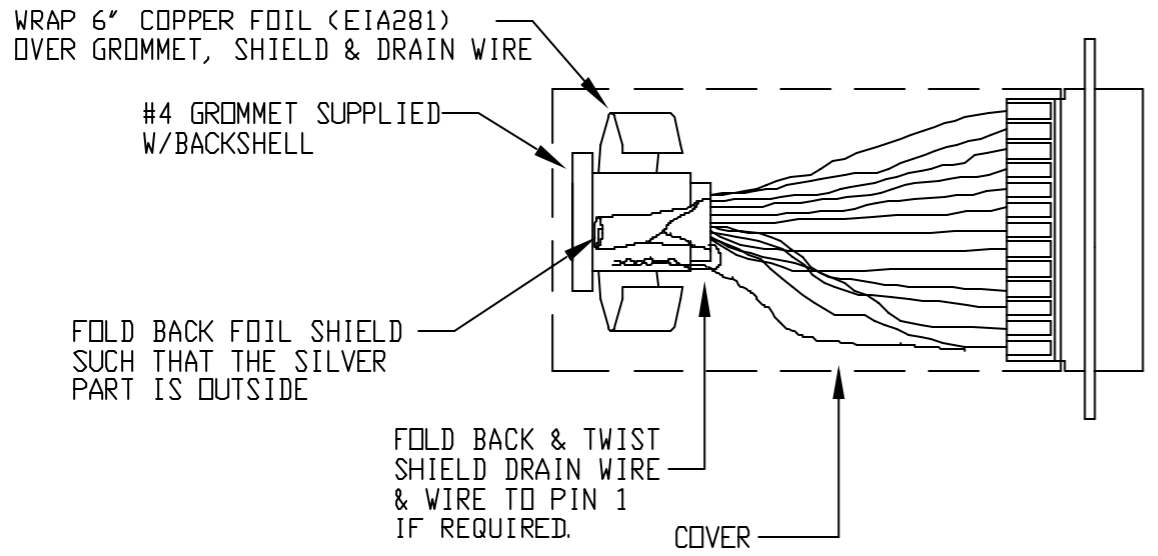 WRAP 6" COPPER FOIL (EIA281)
OVER GROMMET, SHIELD & DRAIN WIRE
#4 GROMMET SUPPLIED
W/BACKSHELL
FOLD BACK FOIL SHIELD
SUCH THAT THE SILVER
PART IS OUTSIDE
FOLD BACK & TWIST
SHIELD DRAIN WIRE
& WIRE TO PIN 1
IF REQUIRED.
COVER